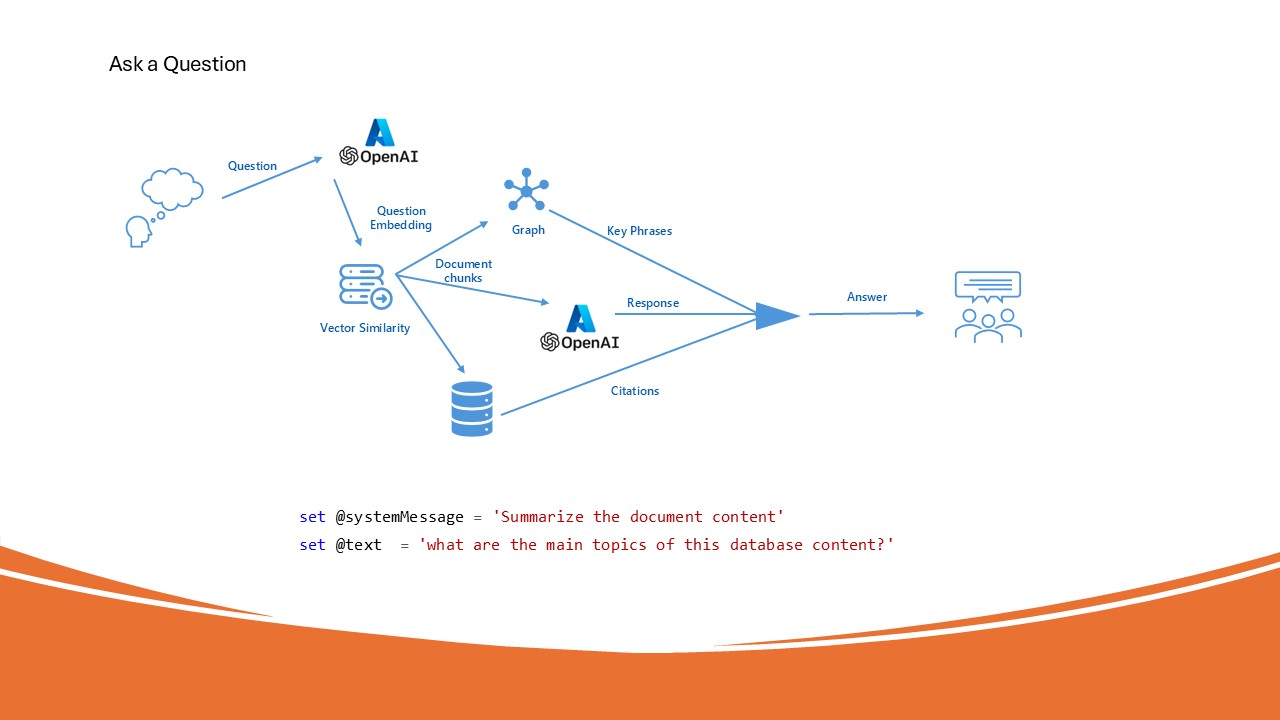 Ask a Question
OpenAI
Question
Question
Embedding
Graph
Key Phrases
Document
chunks
Vector Similarity
Response
OpenAI
Answer
Citations
set @systemMessage = 'Summarize the document content'
set @text  = 'what are the main topics of this database content?'